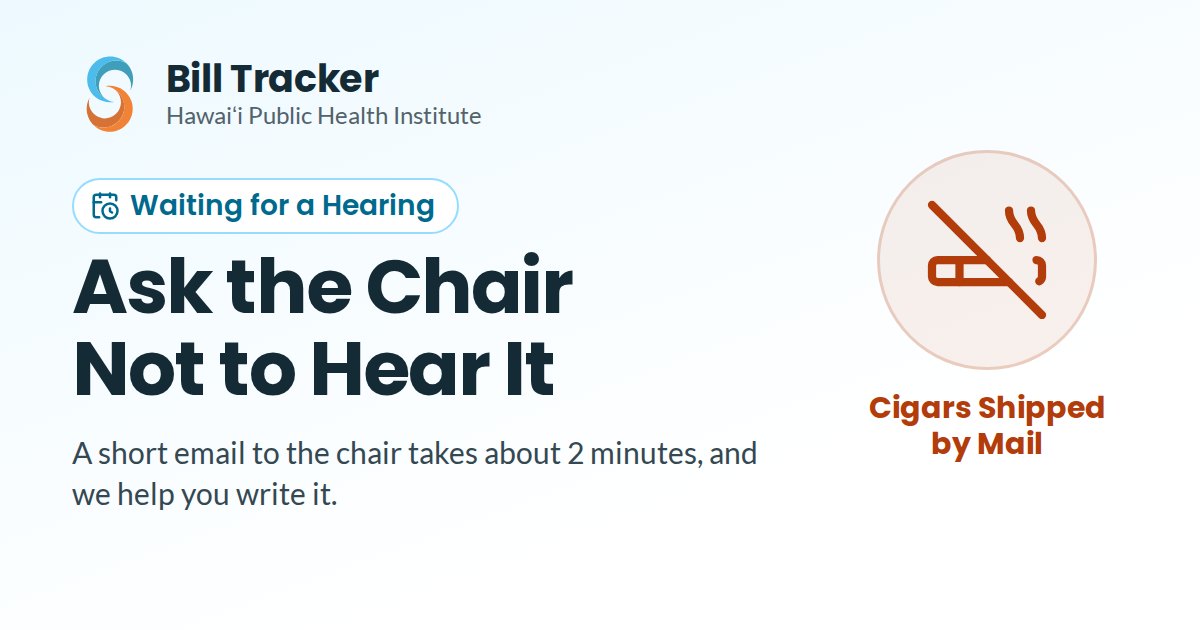 Bill Tracker
Hawaiʻi Public Health Institute
Waiting for a Hearing
Ask the Chair
Not to Hear It
A short email to the chair takes about 2 minutes, and
we help you write it.
Cigars Shipped
by Mail